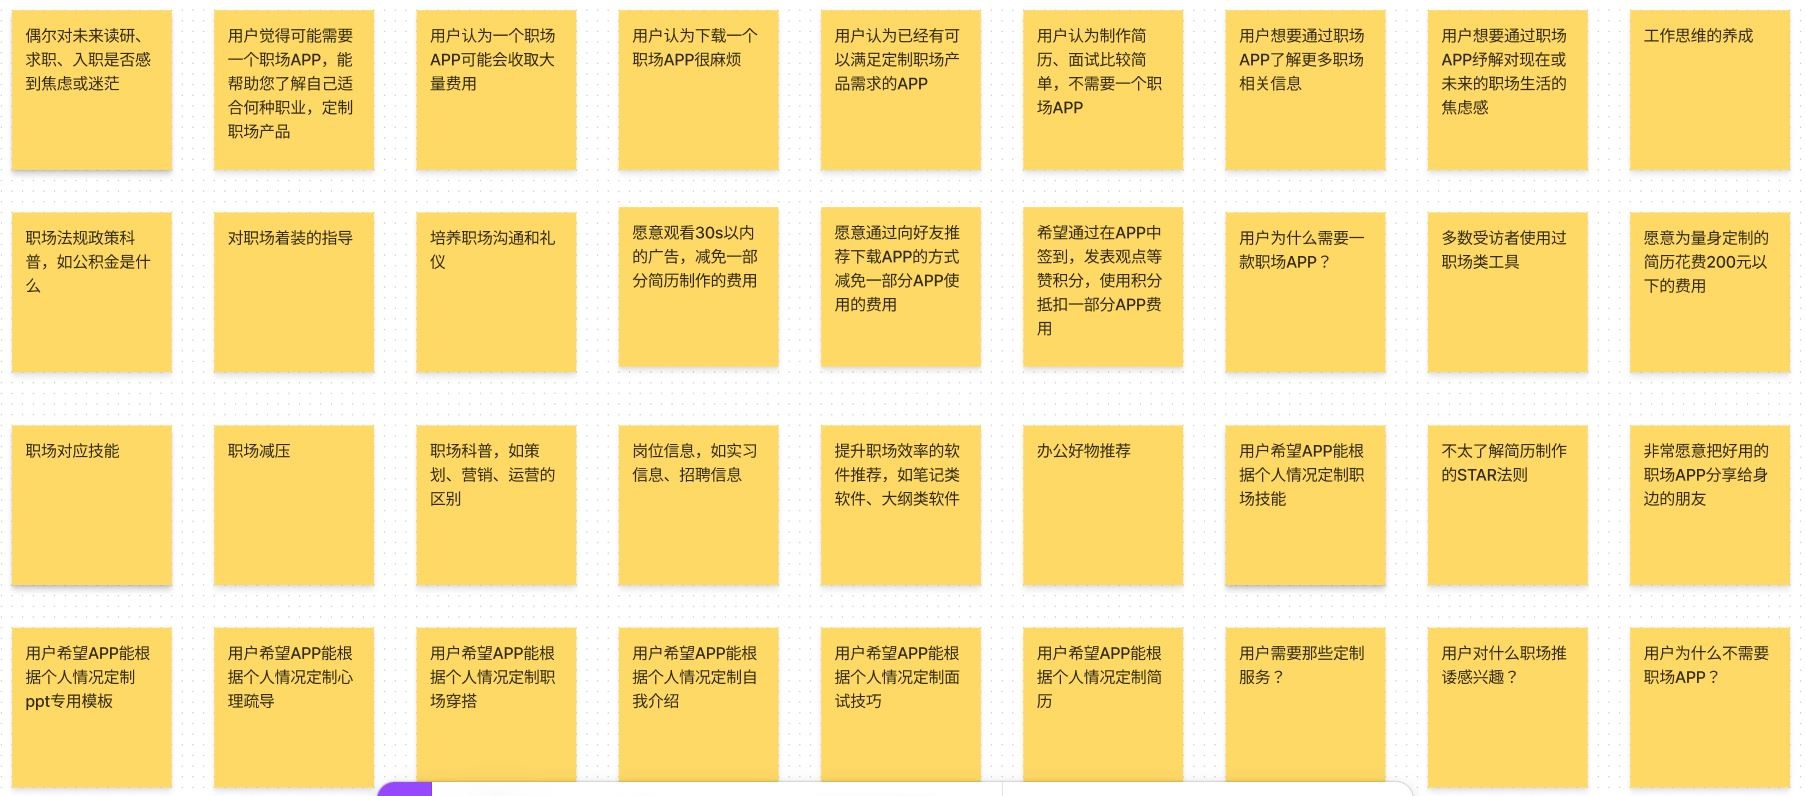 偶尔对未来读研、
求职、入职是否感
到焦虑或迷茫
用户觉得可能需要
一个职场APP，能
帮助您了解自己适
合何种职业，定制
职场产品
用户认为一个职场
APP可能会收取大
量费用
用户认为下载一个
职场APP很麻烦
用户认为已经有可
以满足定制职场产
品需求的APP
用户认为制作简
历、面试比较简
单，不需要一个职
场APP
用户想要通过职场
APP了解更多职场
相关信息
用户想要通过职场
APP纾解对现在或
未来的职场生活的
焦虑感
工作思维的养成
职场法规政策科
普，如公积金是什
么
对职场着装的指导
培养职场沟通和礼
仪
愿意观看30s以内
的广告，减免一部
分简历制作的费用
愿意通过向好友推
荐下载APP的方式
减免一部分APP使
用的费用
希望通过在APP中
签到，发表观点等
赞积分，使用积分
抵扣一部分APP费
用
用户为什么需要一
款职场APP？
多数受访者使用过
职场类工具
愿意为量身定制的
简历花费200元以
下的费用
职场对应技能
职场减压
职场科普，如策
划、营销、运营的
区别
岗位信息，如实习
信息、招聘信息
提升职场效率的软
件推荐，如笔记类
软件、大纲类软件
办公好物推荐
用户希望APP能根
据个人情况定制职
场技能
不太了解简历制作
的STAR法则
非常愿意把好用的
职场APP分享给身
边的朋友
用户希望APP能根
据个人情况定制
ppt专用模板
用户希望APP能根
据个人情况定制心
理疏导
用户希望APP能根
据个人情况定制职
场穿搭
用户希望APP能根
据个人情况定制自
我介绍
用户希望APP能根
据个人情况定制面
试技巧
用户希望APP能根
据个人情况定制简
历
用户需要那些定制
服务？
用户对什么职场推
诿感兴趣？
用户为什么不需要
职场APP？